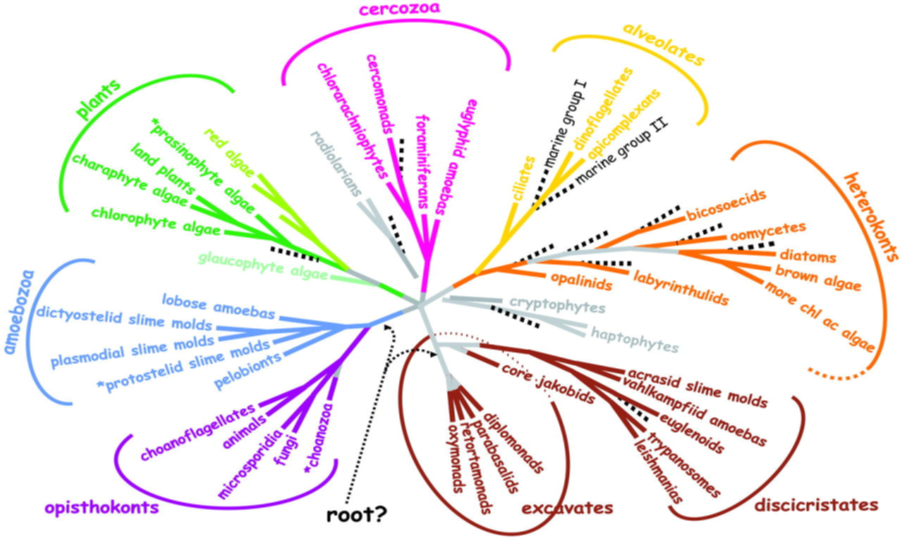 cercozoa
alveolates
plants
heterokonts
amoebozoa
opisthokonts
excavates
discicristates
root?
radiolarians
chlorarachniophytes
cercomonads
foraminiferans
euglyphid amoebas
ciliates
marine group I
dinoflagellates
apicomplexans
marine group II
bicosoecids
oomycetes
diatoms
brown algae
more chl ac algae
labyrinthulids
opalinids
cryptophytes
haptophytes
core jakobids
acrasid slime molds
vahlkampfiid amoebas
euglenoids
trypanosomes
leishmanias
diplomonads
parabasalids
retortamonads
oxymonads
*choanozoa
fungi
microsporidia
animals
choanoflagellates
pelobionts
*protostelid slime molds
plasmodial slime molds
dictyostelid slime molds
lobose amoebas
glaucophyte algae
chlorophyte algae
charaphyte algae
land plants
*prasinophyte algae
red algae